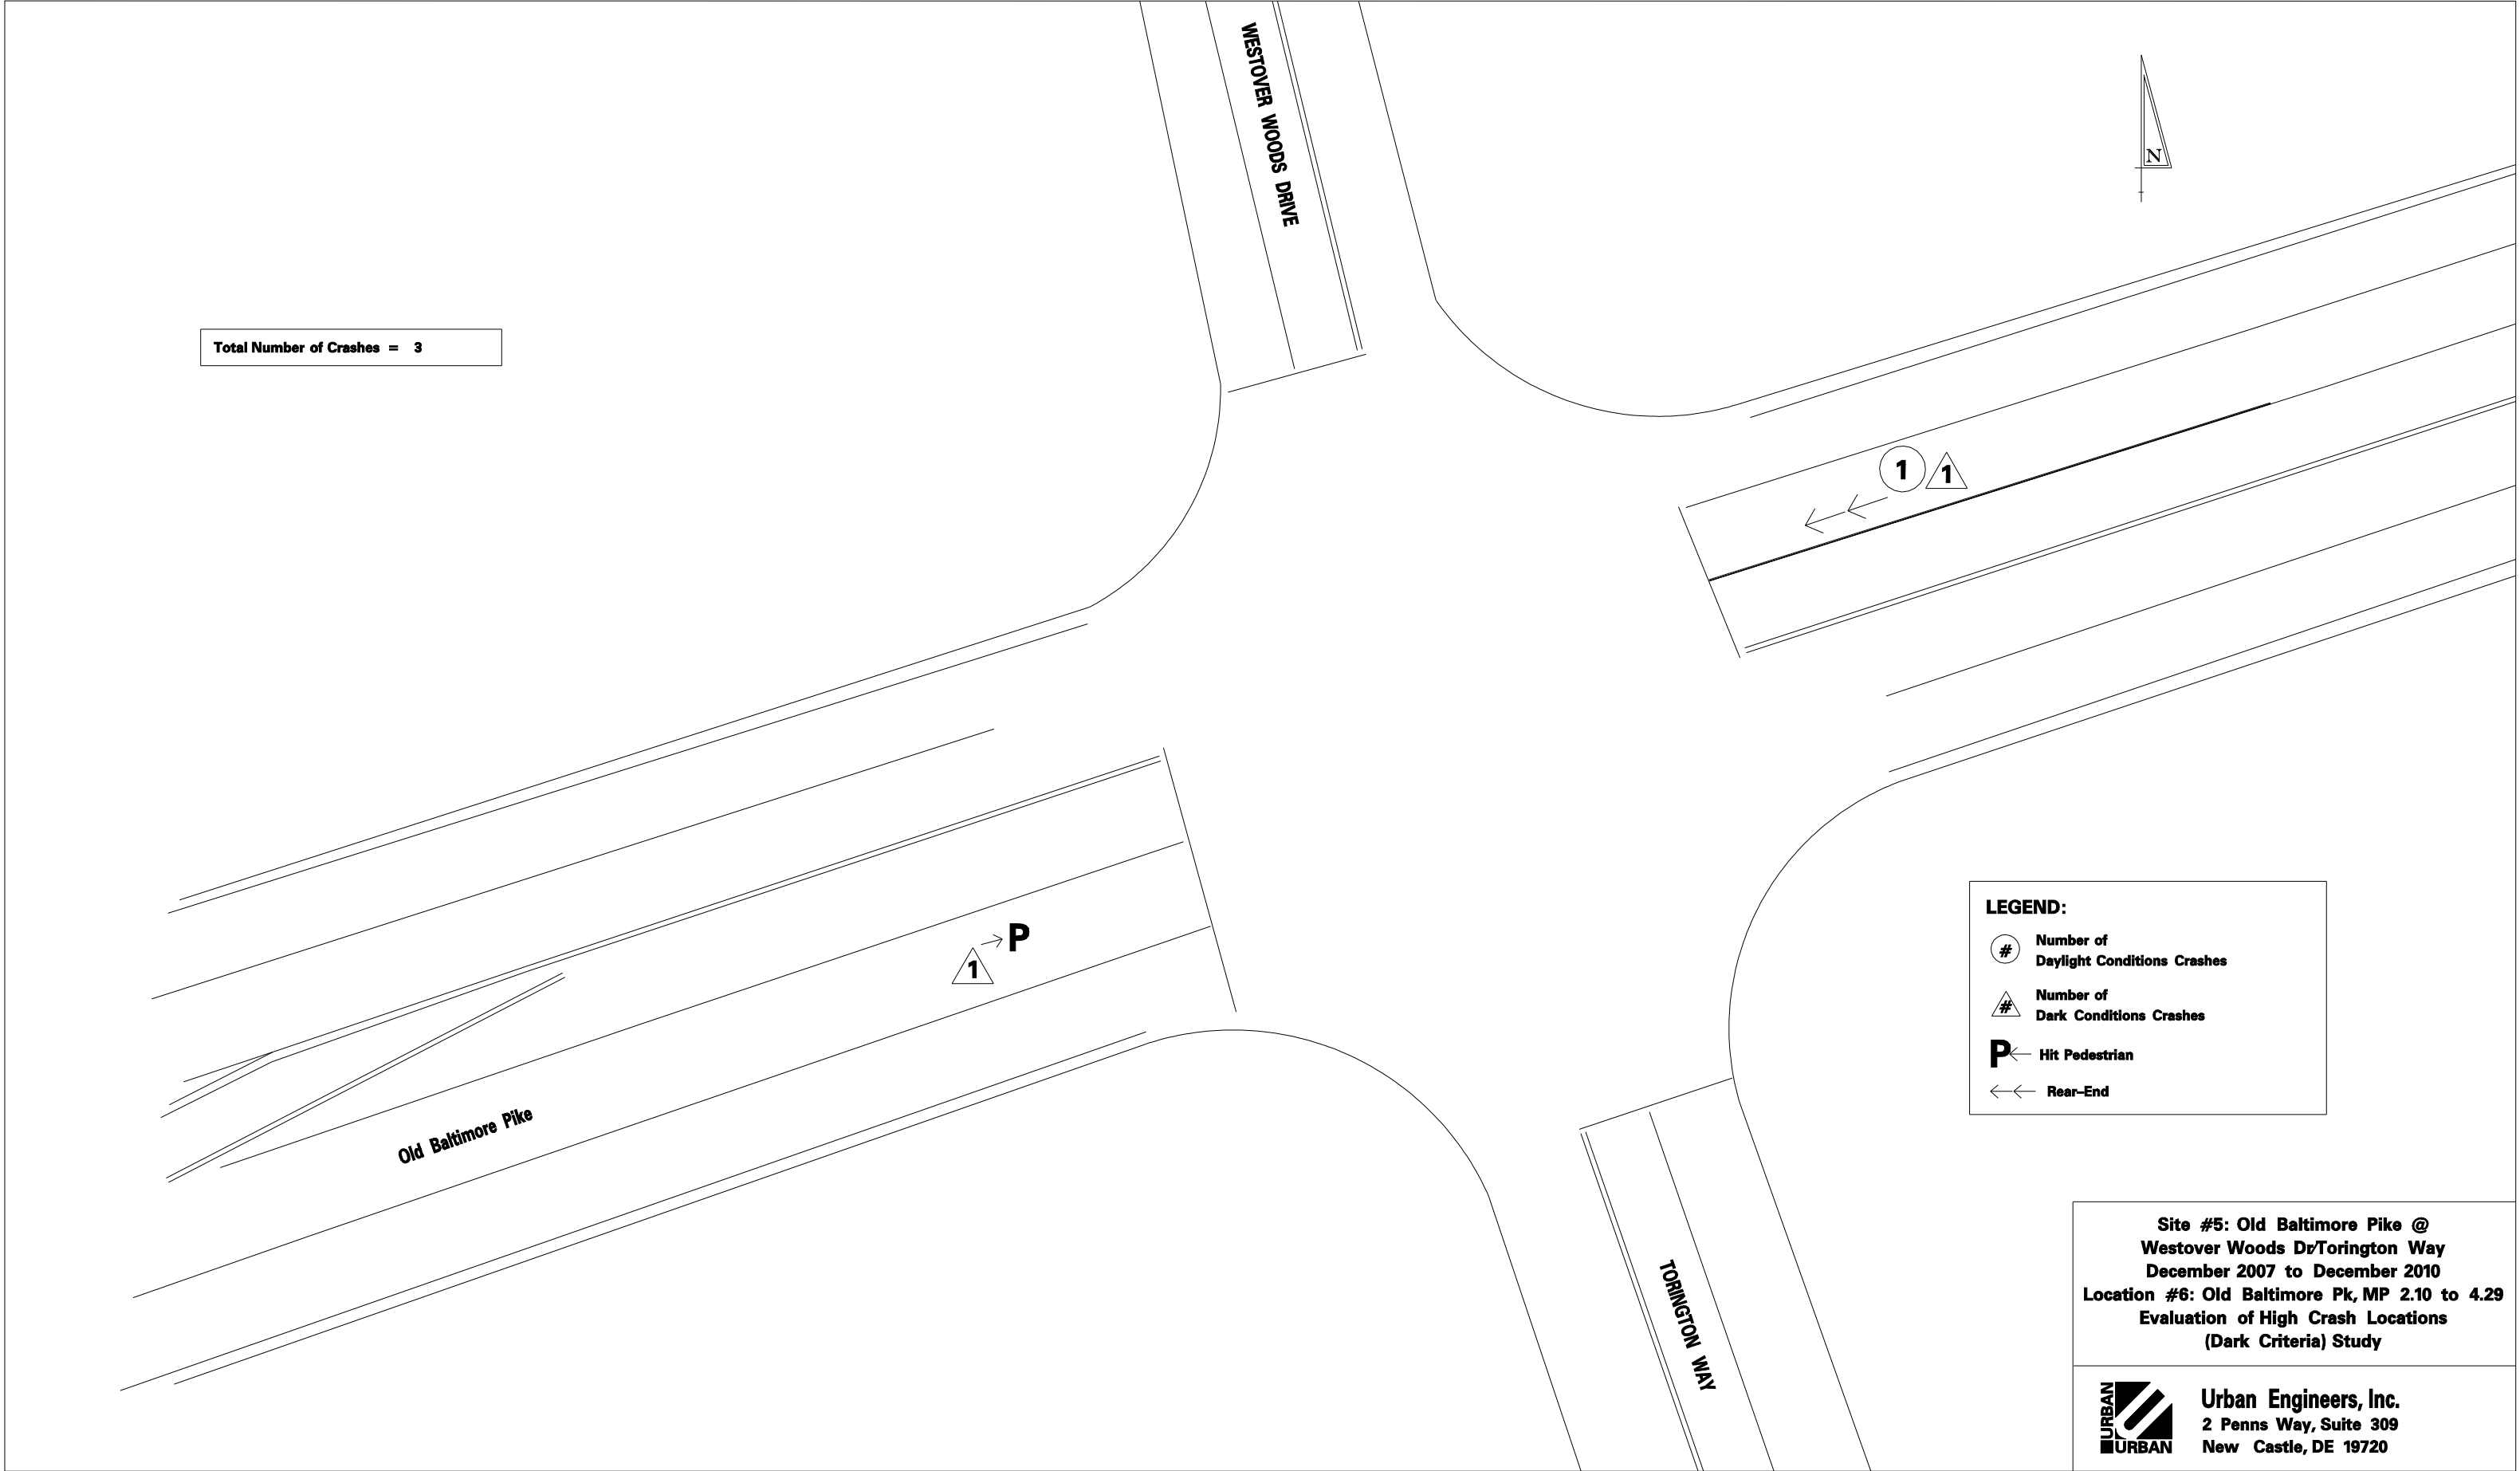 WESTOVER WOODS DRIVE
N
Total Number of Crashes = 3
1 1
P
1
Old Baltimore Pike
LEGEND:
# Number of
Daylight Conditions Crashes
# Number of
Dark Conditions Crashes
P Hit Pedestrian
Rear-End
TORINGTON WAY
Site #5: Old Baltimore Pike @
Westover Woods Dr/Torington Way
December 2007 to December 2010
Location #6: Old Baltimore Pk, MP 2.10 to 4.29
Evaluation of High Crash Locations
(Dark Criteria) Study
URBAN
URBAN
Urban Engineers, Inc.
2 Penns Way, Suite 309
New Castle, DE 19720